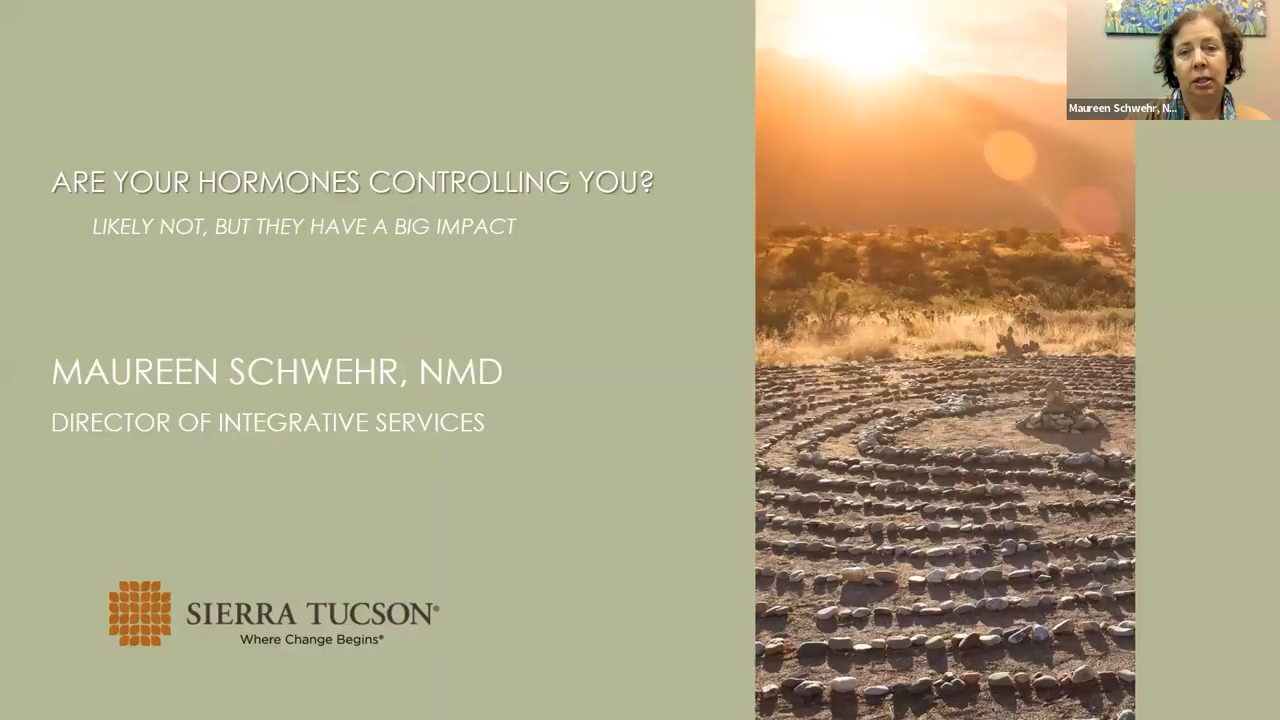 ARE YOUR HORMONES CONTROLLING YOU?
LIKELY NOT, BUT THEY HAVE A BIG IMPACT
MAUREEN SCHWEHR, NMD
DIRECTOR OF INTEGRATIVE SERVICES
SIERRA TUCSON®
Where Change Begins®
Maureen Schwehr, N...